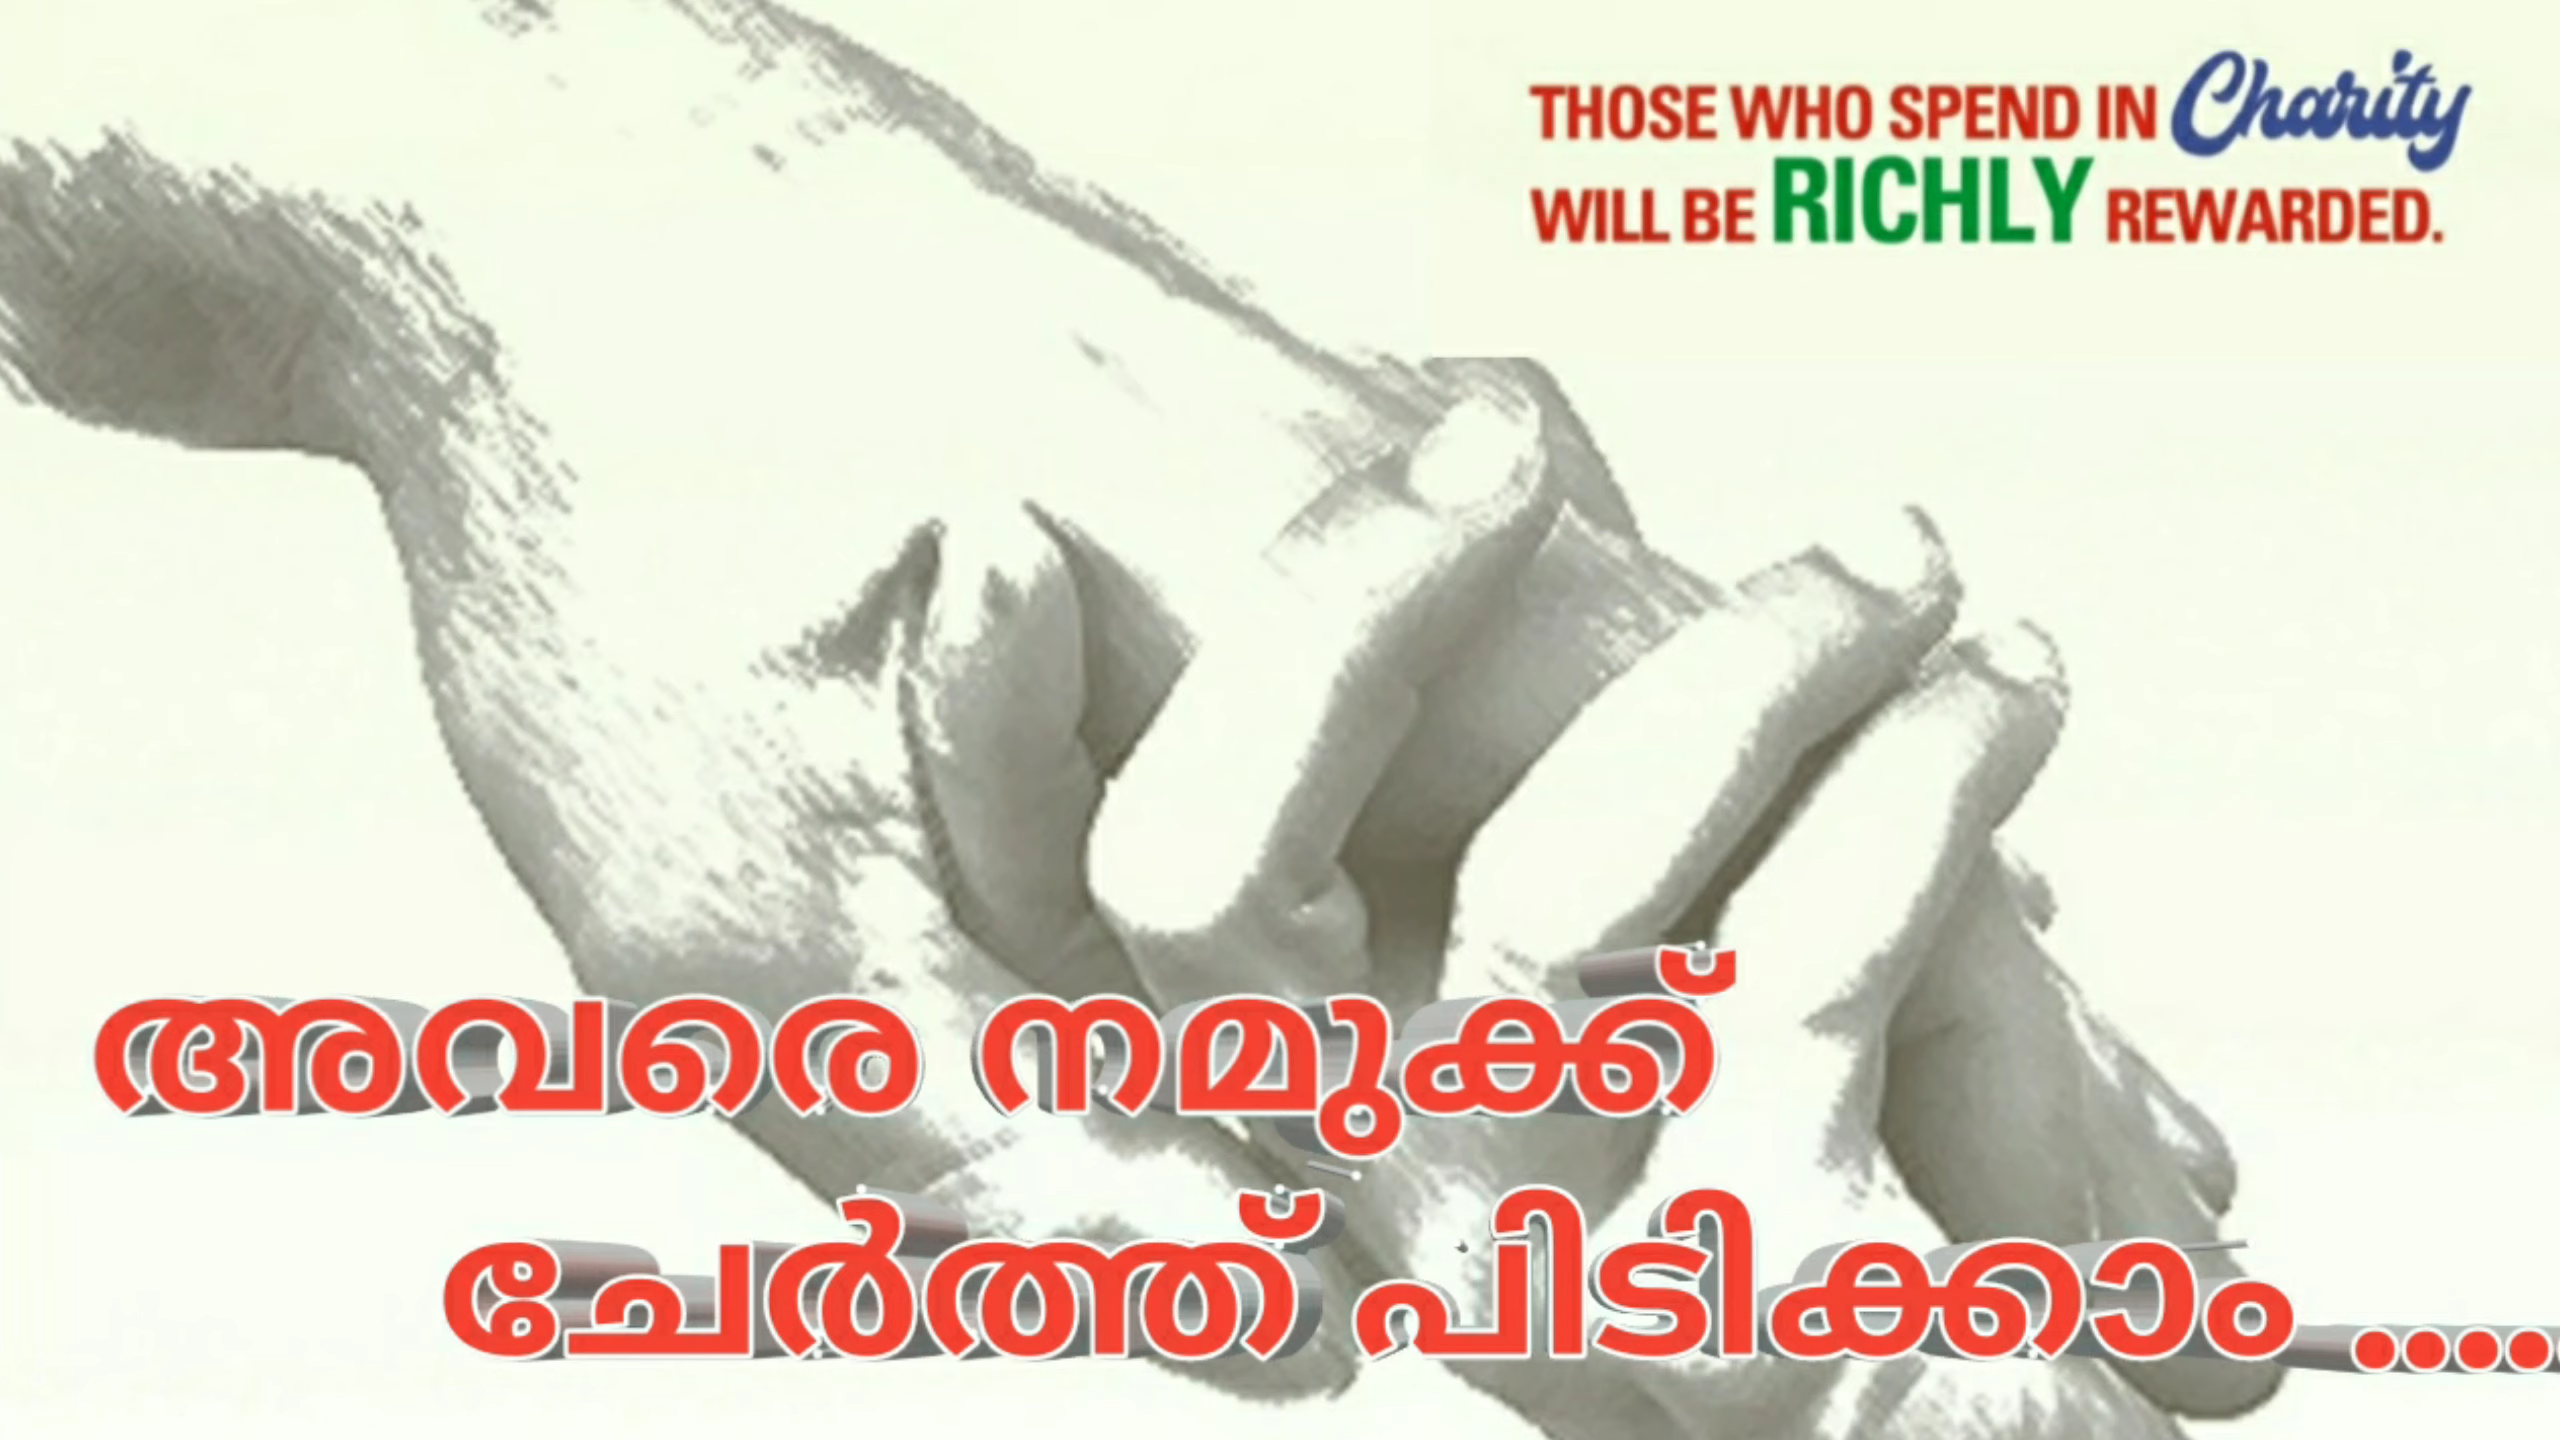 THOSE WHO SPEND IN Charity
WILL BE RICHLY REWARDED.
അവരെ നമുക്ക്
ചേർത്ത് പിടിക്കാം .....